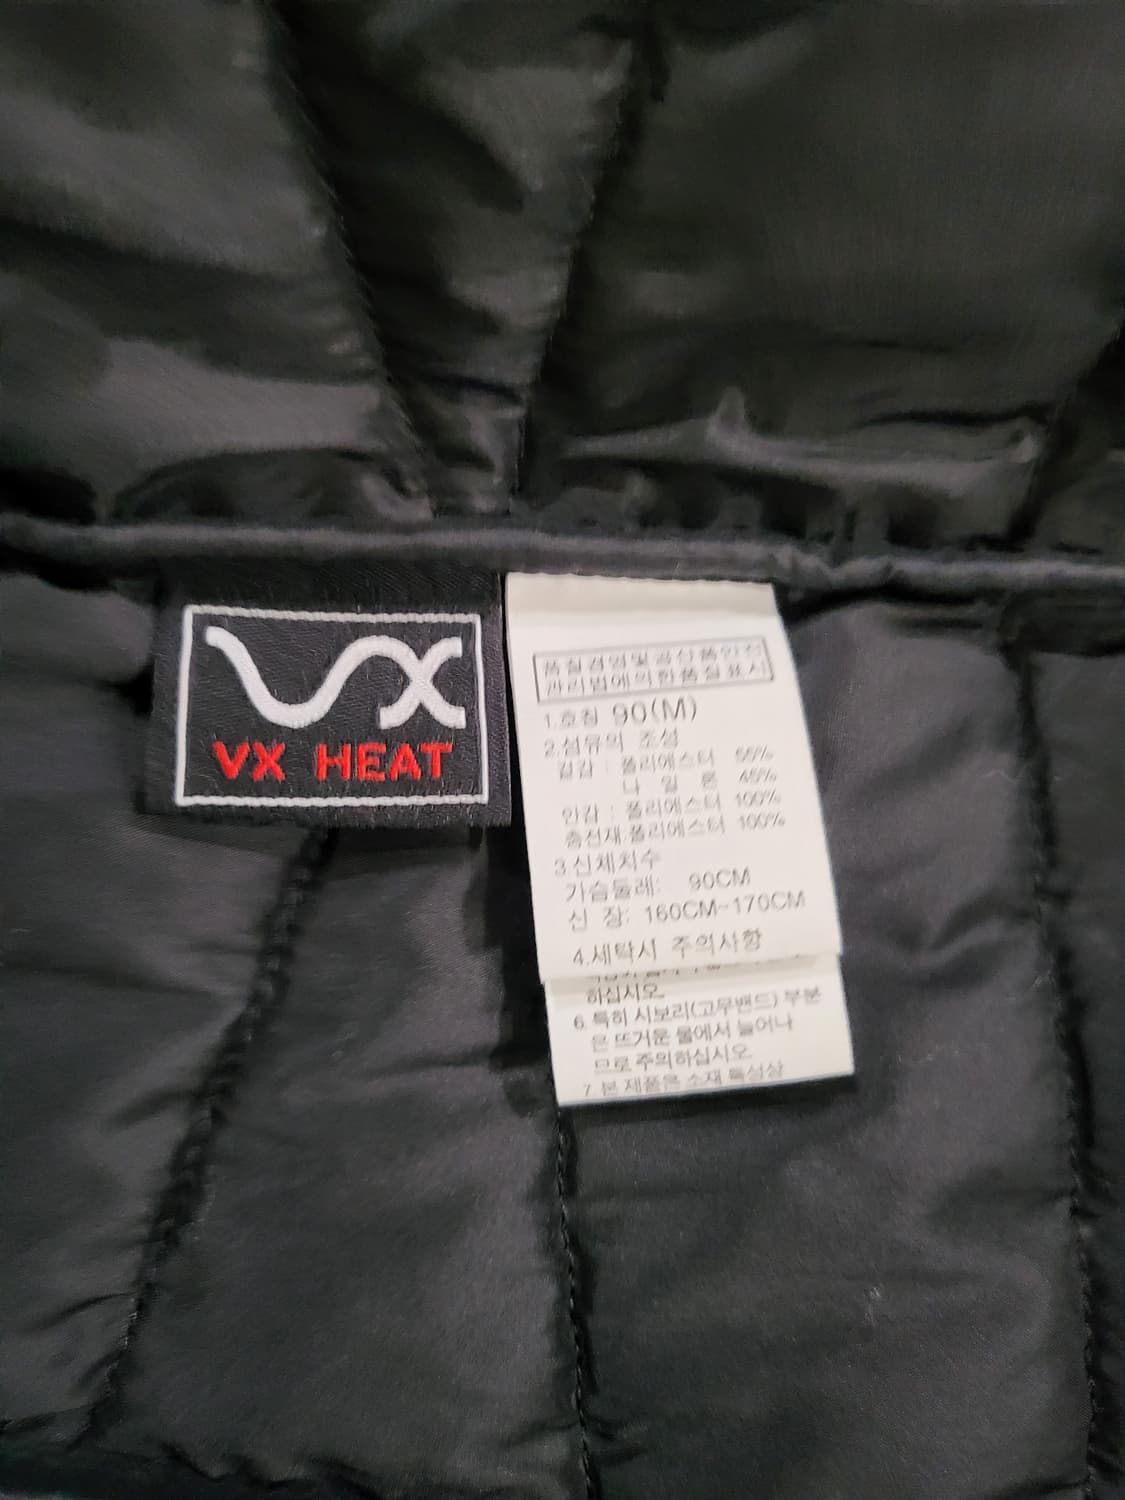 VX
VX HEAT
품질경영및공산품안전
관리법에의한품질표시
1.호칭 90(M)
2.섬유의 조성
겉감 : 폴리에스터 55%
나 일 론 45%
안감 : 폴리에스터 100%
충전재:폴리에스터 100%
3.신체치수
가슴둘레: 90CM
신 장: 160CM~170CM
4.세탁시 주의사항
하십시오.
6. 특히 시보리(고무밴드) 부분
은 뜨거운 물에서 늘어나
므로 주의하십시오.
7. 본 제품은 소재 특성상